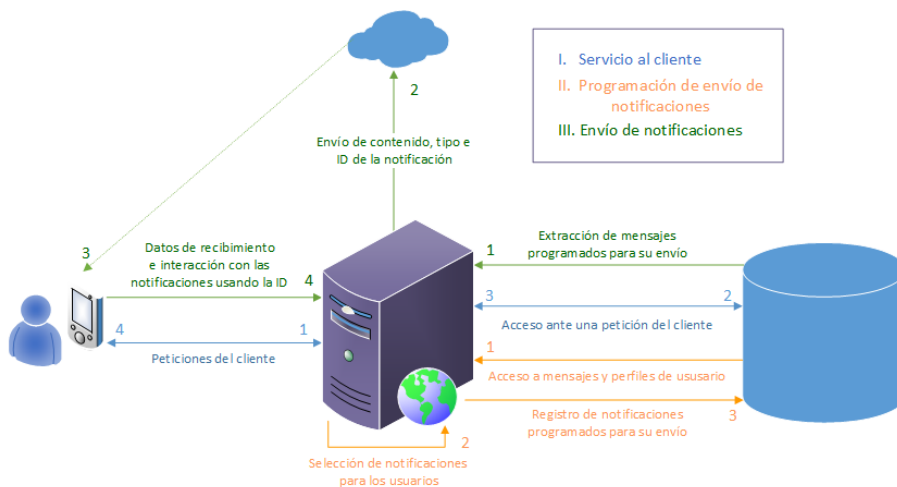 I. Servicio al cliente
II. Programación de envío de
notificaciones
III. Envío de notificaciones
2
Envío de contenido, tipo e
ID de la notificación
3
Datos de recibimiento
e interacción con las
notificaciones usando la ID
4
1
Extracción de mensajes
programados para su envío
4
Peticiones del cliente
1
3
2
Acceso ante una petición del cliente
1
Acceso a mensajes y perfiles de ususario
Registro de notificaciones
programados para su envío
3
2
Selección de notificaciones
para los usuarios